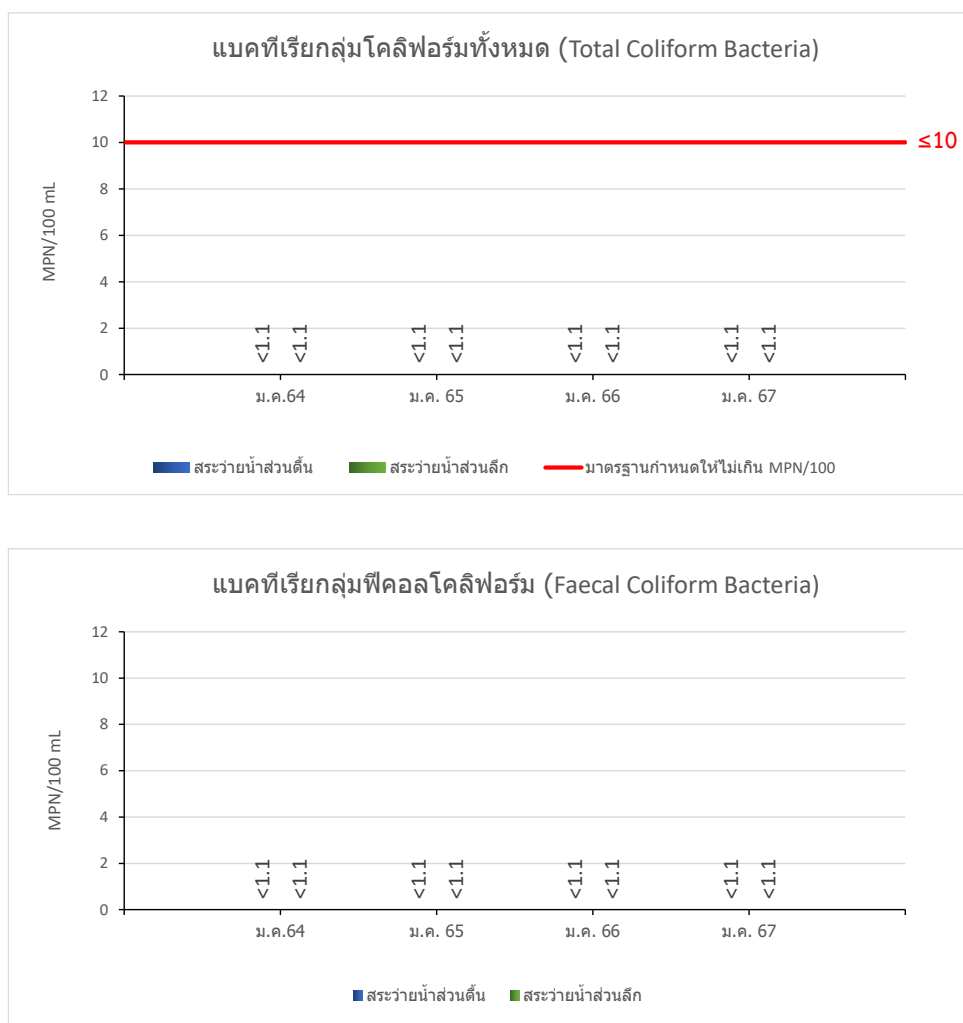 แบคทีเรียกลุ่มโคลิฟอร์มทั้งหมด (Total Coliform Bacteria)
12
10
≤10
8
6
4
2
0
MPN/100 mL
<1.1 <1.1 <1.1 <1.1 <1.1 <1.1 <1.1 <1.1
ม.ค.64 ม.ค. 65 ม.ค. 66 ม.ค. 67
สระว่ายน้ำส่วนตื้น สระว่ายน้ำส่วนลึก มาตรฐานกำหนดให้ไม่เกิน MPN/100
แบคทีเรียกลุ่มฟีคอลโคลิฟอร์ม (Faecal Coliform Bacteria)
12
10
8
6
4
2
0
MPN/100 mL
<1.1 <1.1 <1.1 <1.1 <1.1 <1.1 <1.1 <1.1
ม.ค.64 ม.ค. 65 ม.ค. 66 ม.ค. 67
สระว่ายน้ำส่วนตื้น สระว่ายน้ำส่วนลึก